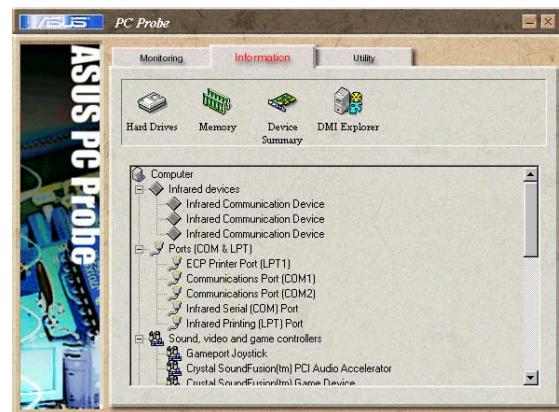 ASUS PC Probe
ASUS PC Probe
Monitoring
Information
Utility
Hard Drives
Memory
Device
Summary
DMI Explorer
Computer
Infrared devices
Infrared Communication Device
Infrared Communication Device
Infrared Communication Device
Ports (COM & LPT)
ECP Printer Port (LPT1)
Communications Port (COM1)
Communications Port (COM2)
Infrared Serial (COM) Port
Infrared Printing (LPT) Port
Sound, video and game controllers
Gameport Joystick
Crystal SoundFusion(tm) PCI Audio Accelerator
Crystal SoundFusion(tm) Game Device